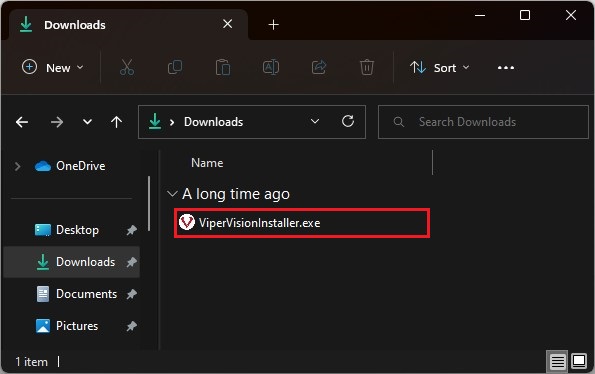 Downloads
New
Sort
Downloads
Search Downloads
OneDrive
Desktop
Downloads
Documents
Pictures
Name
A long time ago
ViperVisionInstaller.exe
1 item